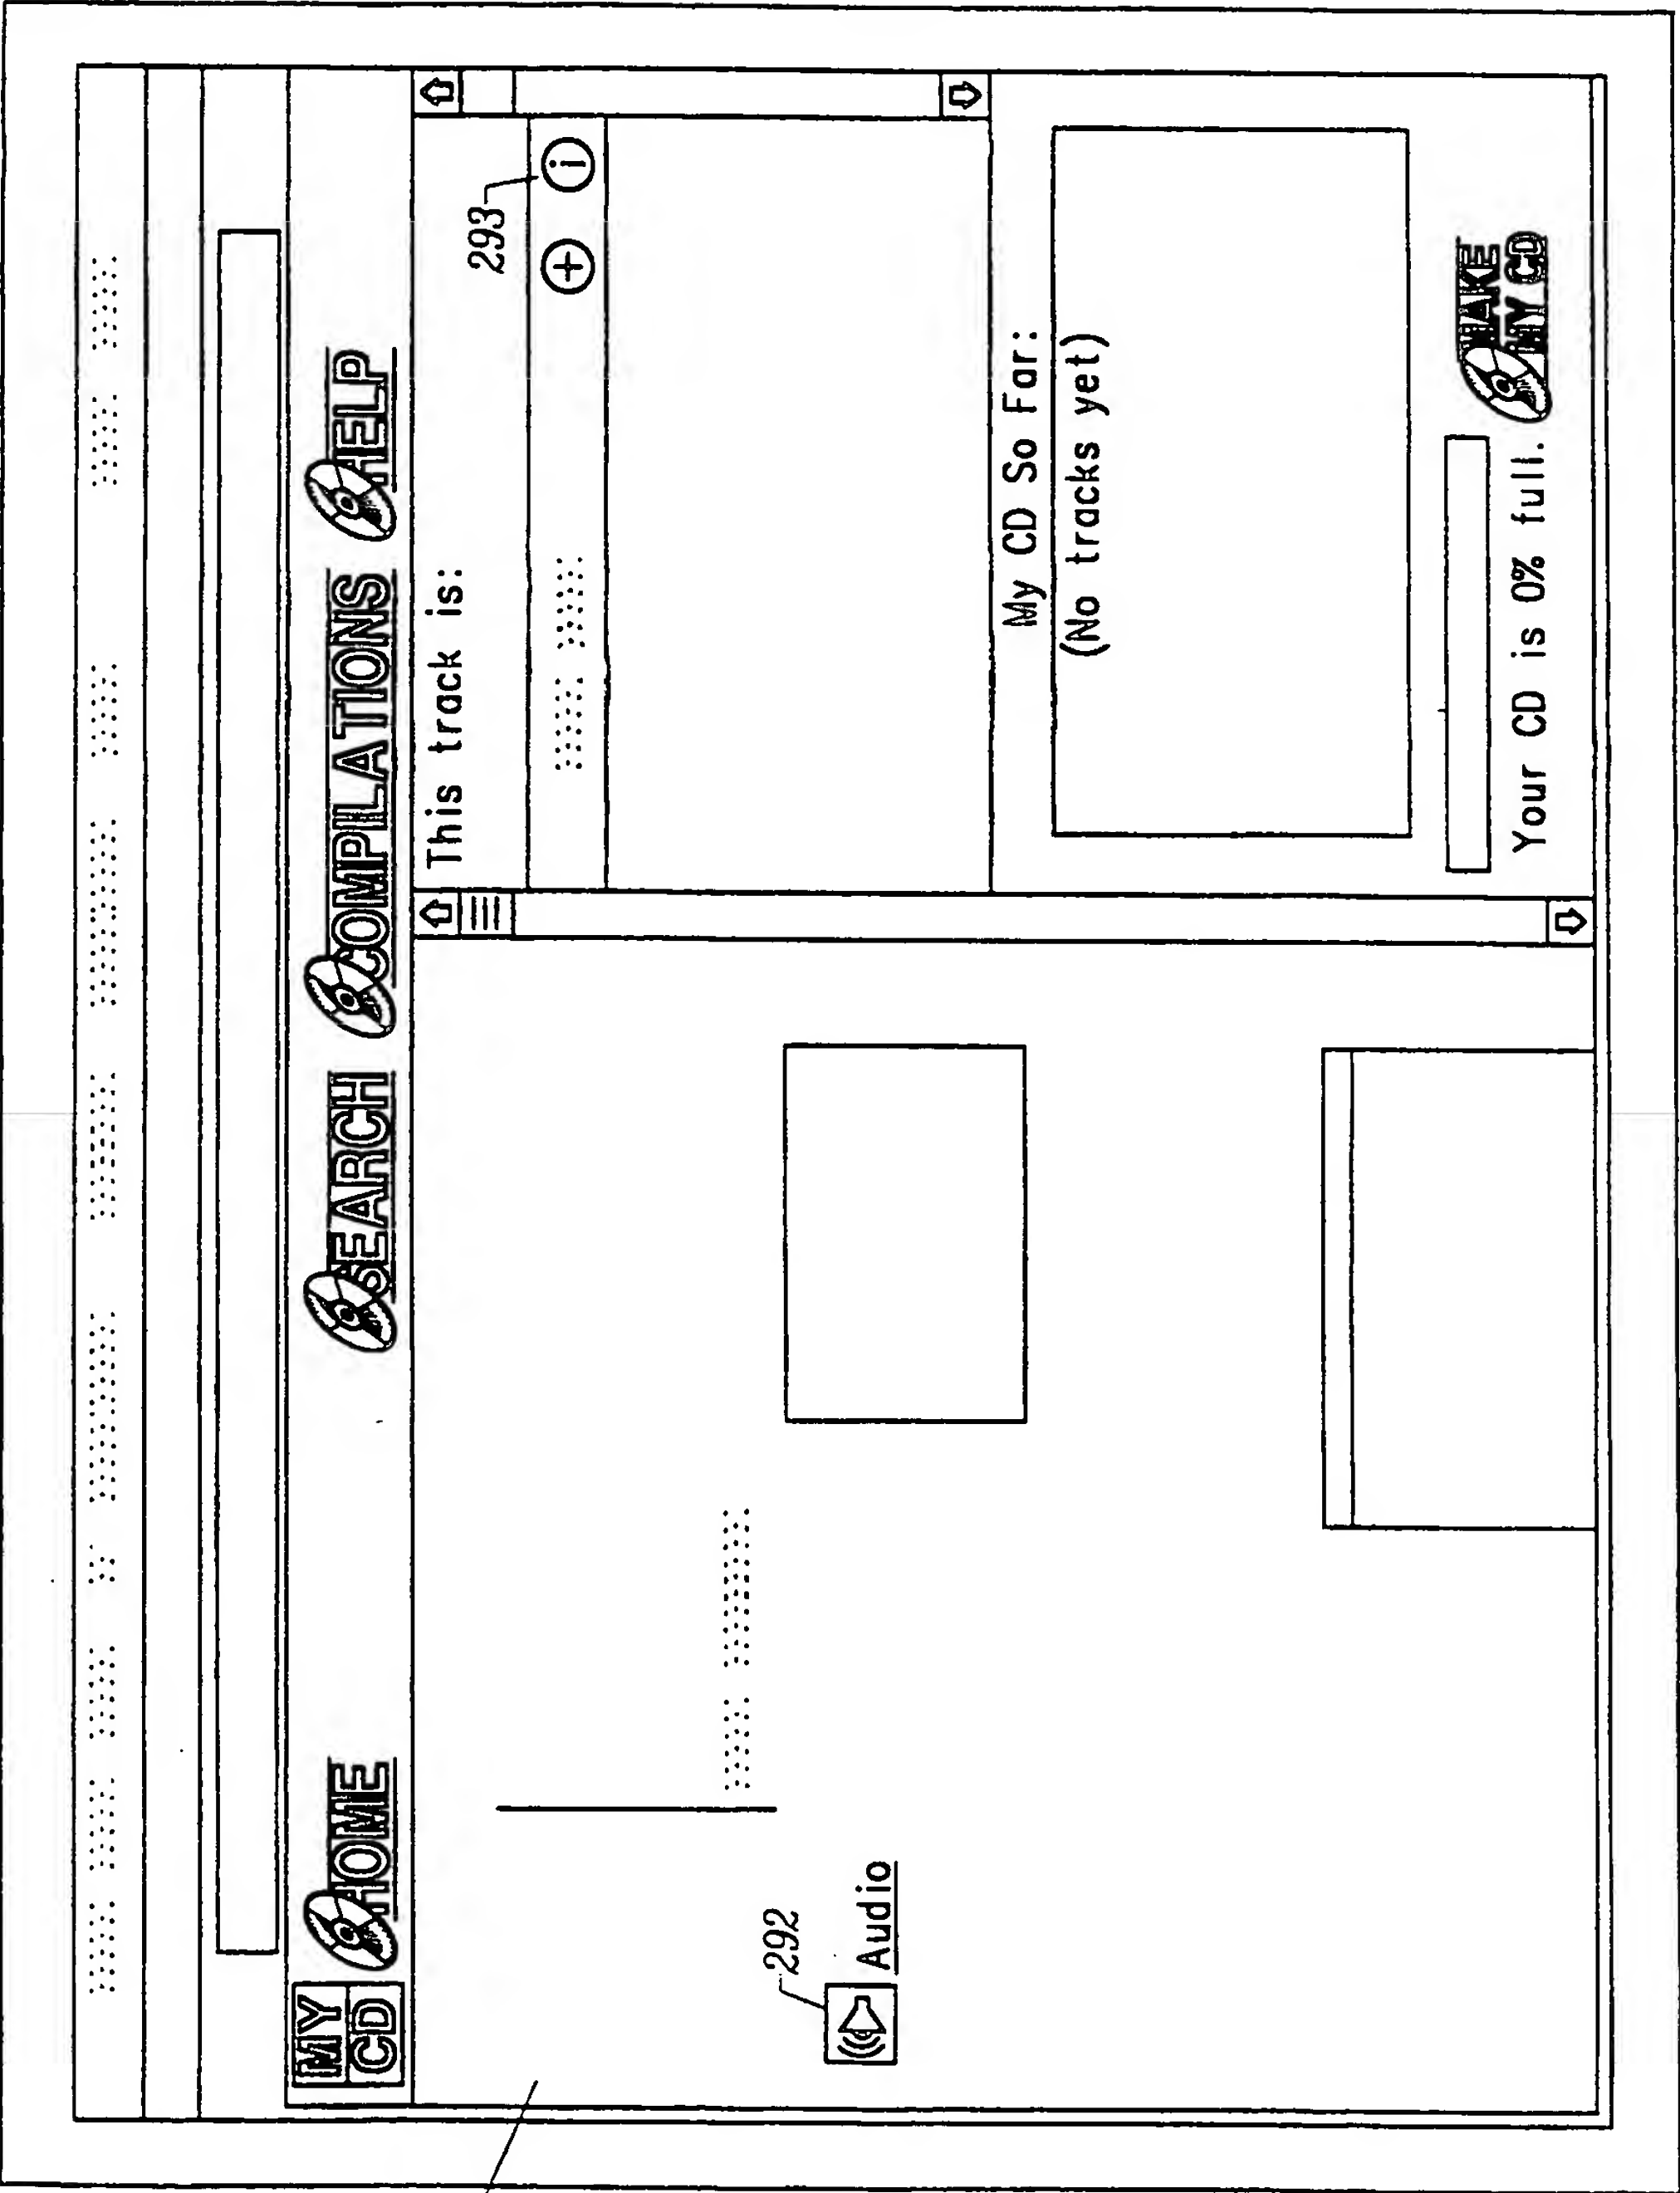 MY
CD
HOME
SEARCH
COMPILATIONS
HELP
This track is:
293
+
i
292
Audio
My CD So Far:
(No tracks yet)
Your CD is 0% full.
MAKE
MY CD